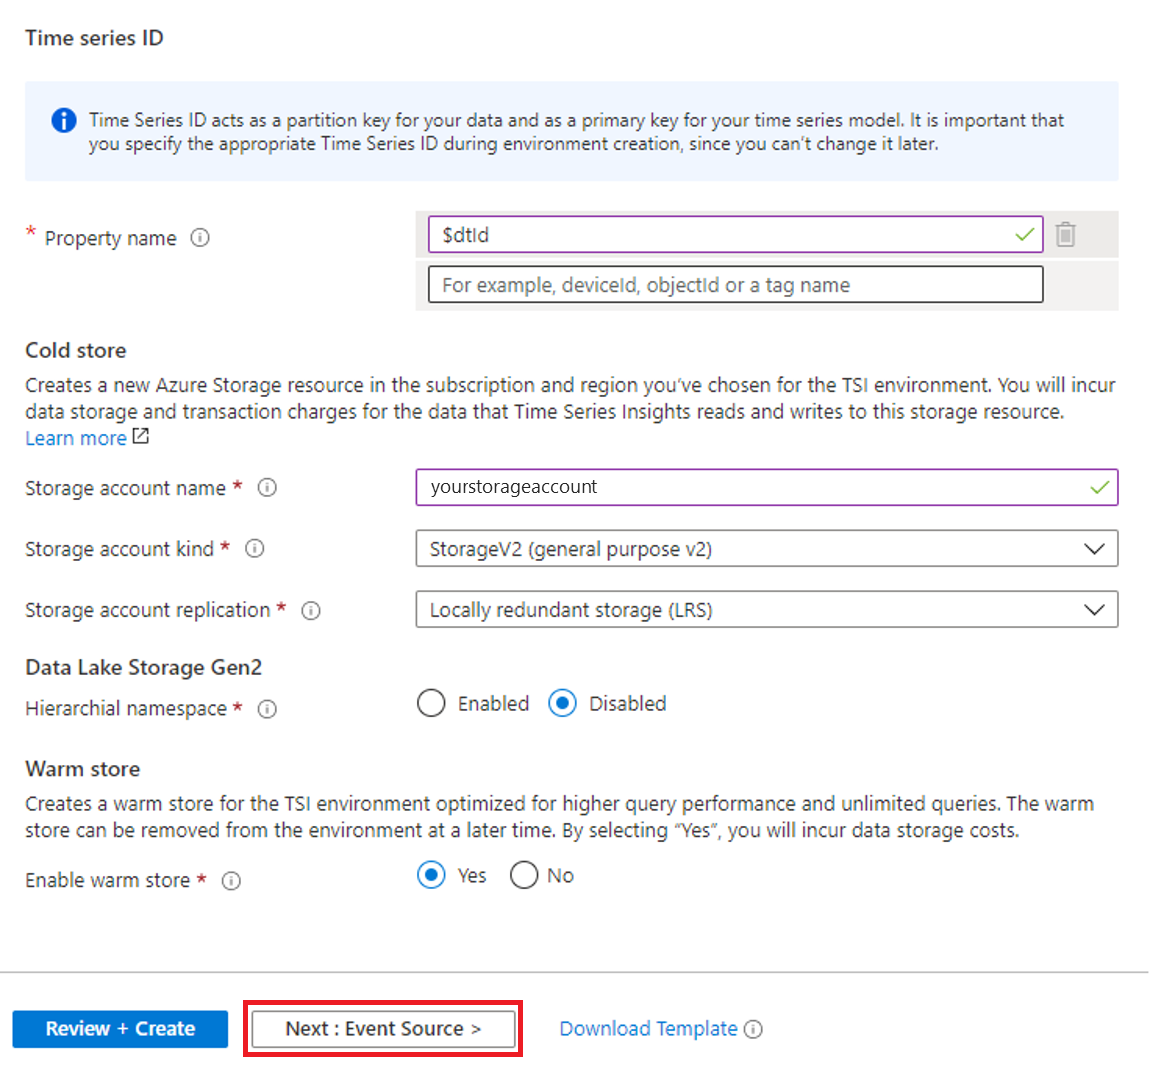 Time series ID
Time Series ID acts as a partition key for your data and as a primary key for your time series model. It is important that
you specify the appropriate Time Series ID during environment creation, since you can't change it later.
* Property name
$dtId
For example, deviceId, objectId or a tag name
Cold store
Creates a new Azure Storage resource in the subscription and region you've chosen for the TSI environment. You will incur
data storage and transaction charges for the data that Time Series Insights reads and writes to this storage resource.
Learn more
Storage account name * yourstorageaccount
Storage account kind * StorageV2 (general purpose v2)
Storage account replication * Locally redundant storage (LRS)
Data Lake Storage Gen2
Hierarchial namespace * Enabled Disabled
Warm store
Creates a warm store for the TSI environment optimized for higher query performance and unlimited queries. The warm
store can be removed from the environment at a later time. By selecting “Yes”, you will incur data storage costs.
Enable warm store * Yes No
Review + Create Next : Event Source > Download Template